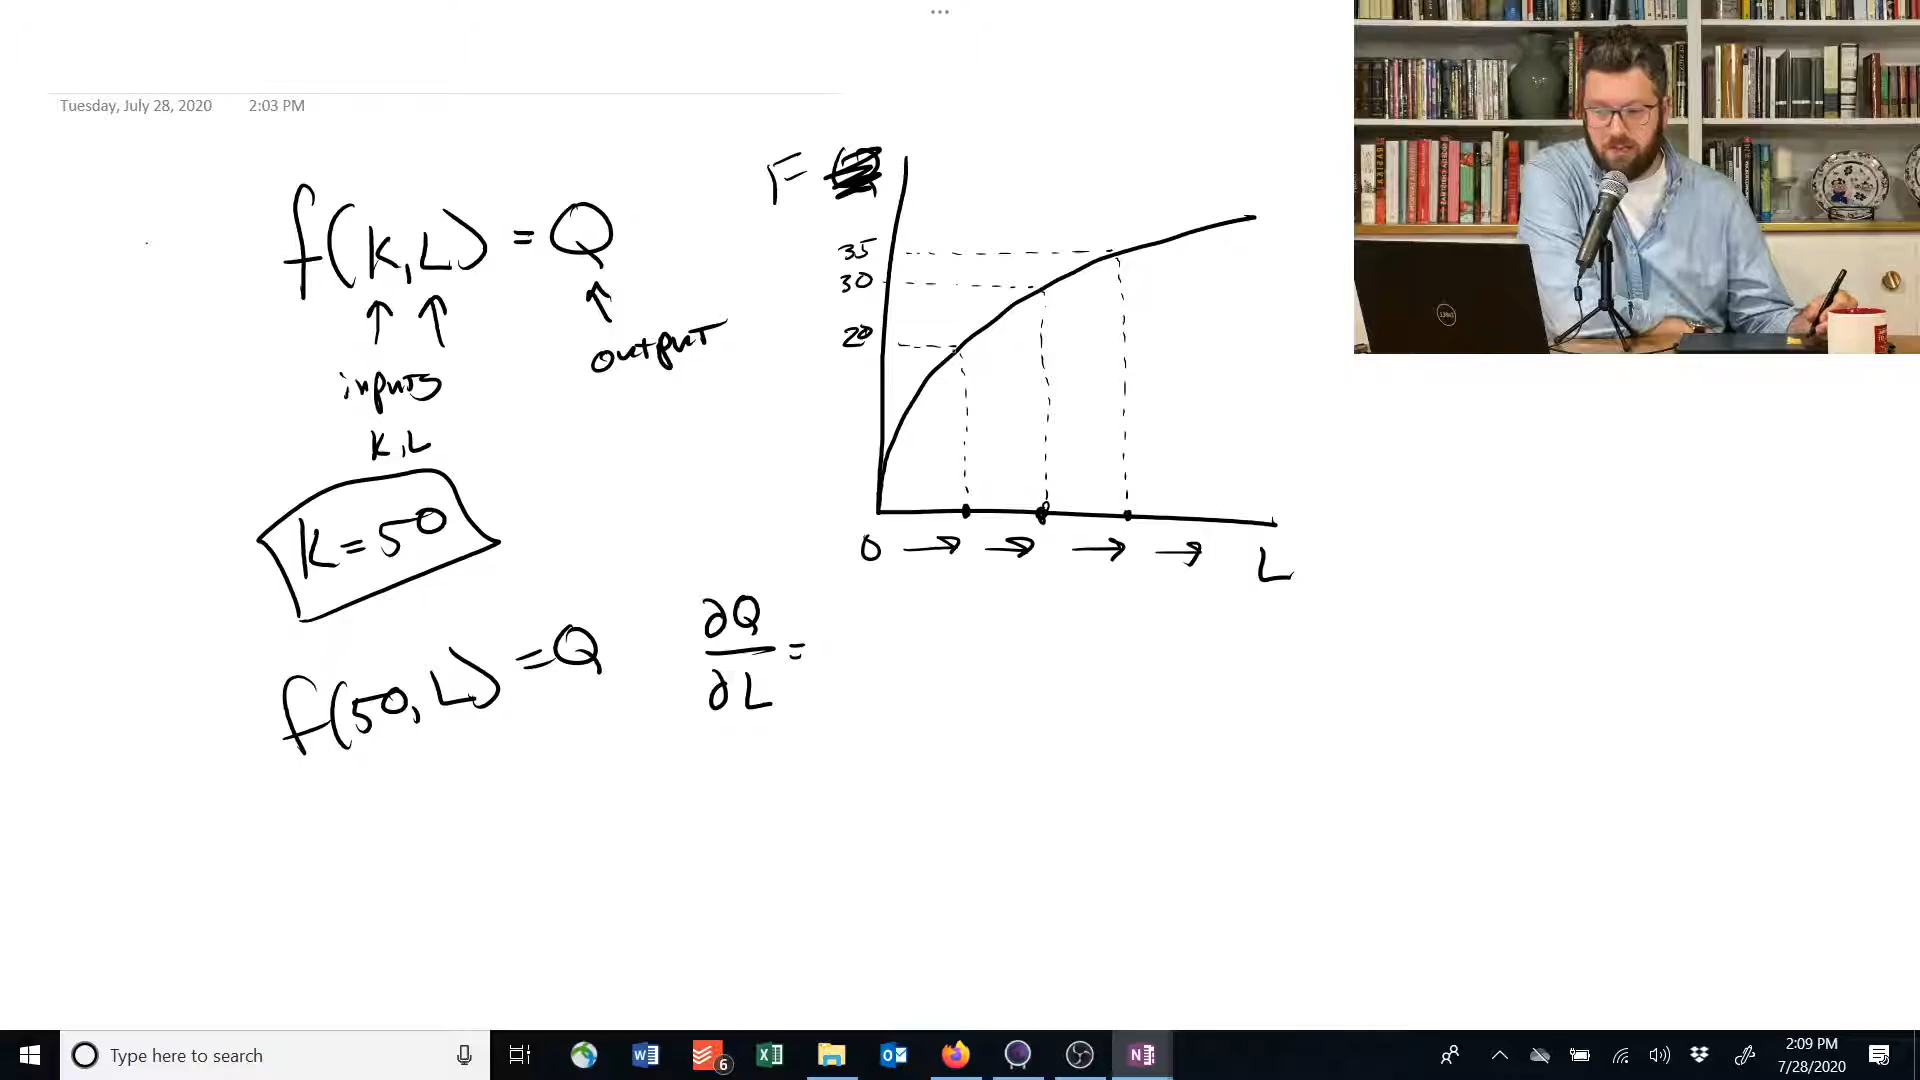 Tuesday, July 28, 2020 2:03 PM
f(K,L) = Q
inputs
output
K,L
K=50
f(50,L) = Q
∂Q
∂L
=
F
35
30
20
0
L
Type here to search
6
2:09 PM
7/28/2020